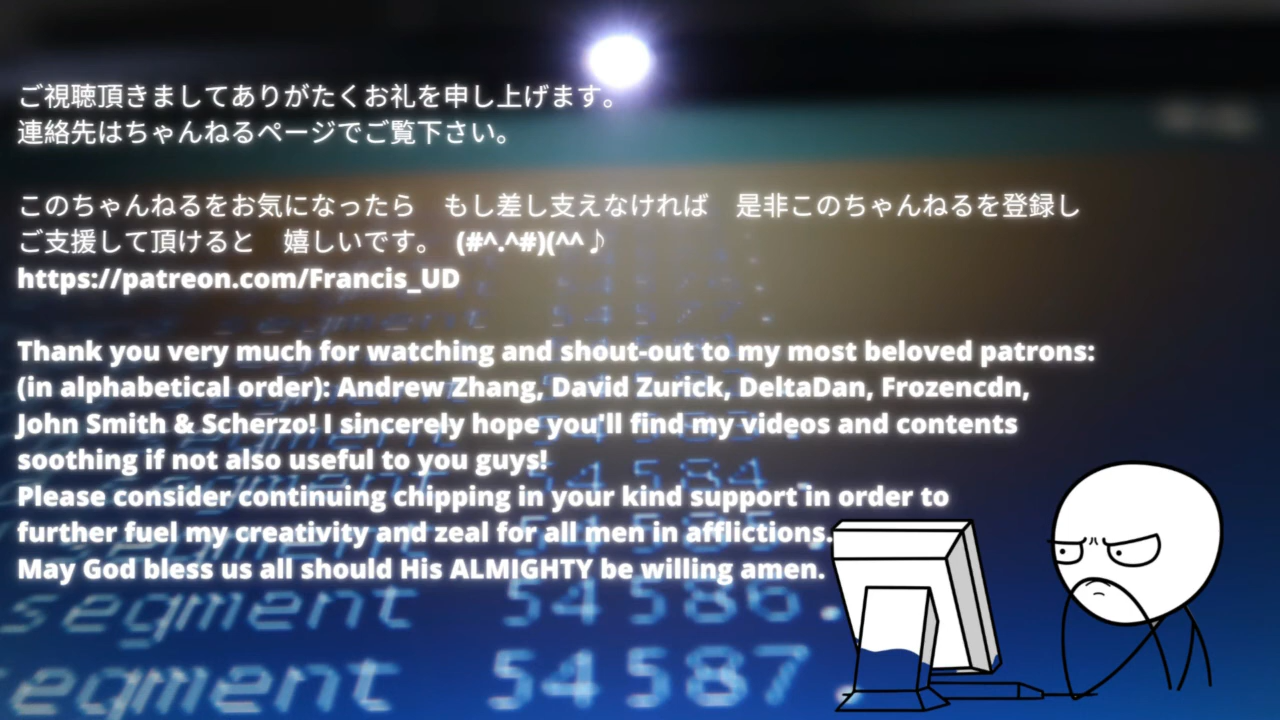 ご視聴頂きましてありがたくお礼を申し上げます。
連絡先はちゃんねるページでご覧下さい。
このちゃんねるをお気になったら　もし差し支えなければ　是非このちゃんねるを登録し
ご支援して頂けると　嬉しいです。 (#^.^#)(^^♪
https://patreon.com/Francis_UD
Thank you very much for watching and shout-out to my most beloved patrons:
(in alphabetical order): Andrew Zhang, David Zurick, DeltaDan, Frozencdn,
John Smith & Scherzo! I sincerely hope you'll find my videos and contents
soothing if not also useful to you guys!
Please consider continuing chipping in your kind support in order to
further fuel my creativity and zeal for all men in afflictions.
May God bless us all should His ALMIGHTY be willing amen.
segment 54586.
segment 54587.